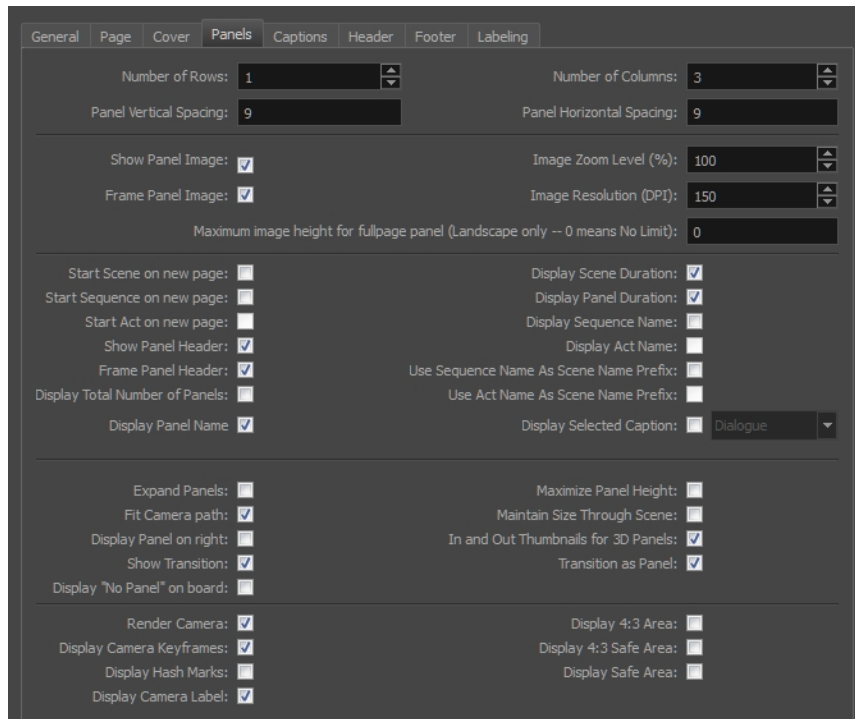 General Page Cover Panels Captions Header Footer Labeling
Number of Rows: 1 Number of Columns: 3
Panel Vertical Spacing: 9 Panel Horizontal Spacing: 9
Show Panel Image: Image Zoom Level (%): 100
Frame Panel Image: Image Resolution (DPI): 150
Maximum image height for fullpage panel (Landscape only -- 0 means No Limit): 0
Start Scene on new page: Display Scene Duration:
Start Sequence on new page: Display Panel Duration:
Start Act on new page: Display Sequence Name:
Show Panel Header: Display Act Name:
Frame Panel Header: Use Sequence Name As Scene Name Prefix:
Display Total Number of Panels: Use Act Name As Scene Name Prefix:
Display Panel Name Display Selected Caption: Dialogue
Expand Panels: Maximize Panel Height:
Fit Camera path: Maintain Size Through Scene:
Display Panel on right: In and Out Thumbnails for 3D Panels:
Show Transition: Transition as Panel:
Display "No Panel" on board:
Render Camera: Display 4:3 Area:
Display Camera Keyframes: Display 4:3 Safe Area:
Display Hash Marks: Display Safe Area:
Display Camera Label: